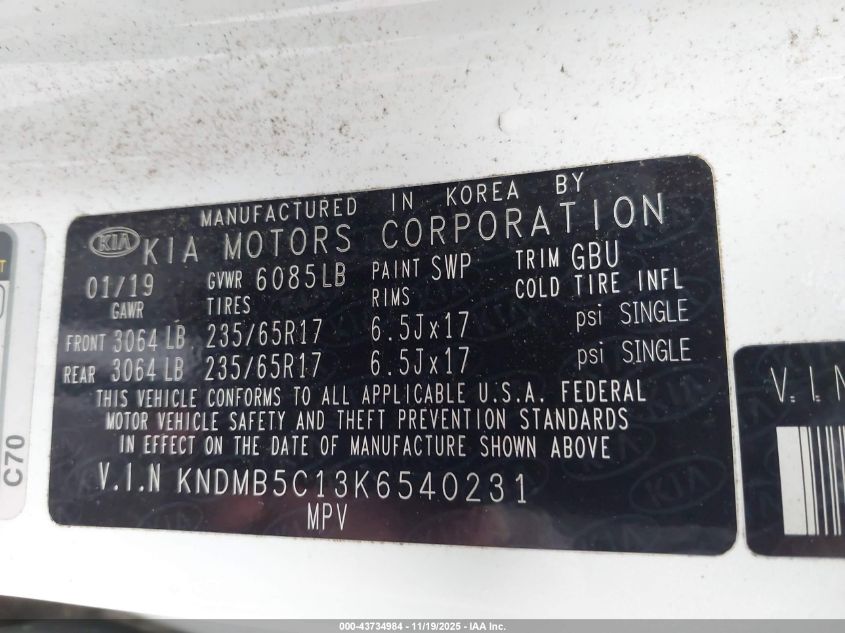 MANUFACTURED IN KOREA BY
KIA KIA MOTORS CORPORATION
01/19 GVWR 6085LB PAINT SWP TRIM GBU
GAWR TIRES RIMS COLD TIRE INFL
FRONT 3064 LB 235/65R17 6.5Jx17 psi SINGLE
REAR 3064 LB 235/65R17 6.5Jx17 psi SINGLE
THIS VEHICLE CONFORMS TO ALL APPLICABLE U.S.A. FEDERAL
MOTOR VEHICLE SAFETY AND THEFT PREVENTION STANDARDS
IN EFFECT ON THE DATE OF MANUFACTURE SHOWN ABOVE
V.I.N KNDMB5C13K6540231
MPV
V.I.N
C70
000-43734984 - 11/19/2025 - IAA Inc.